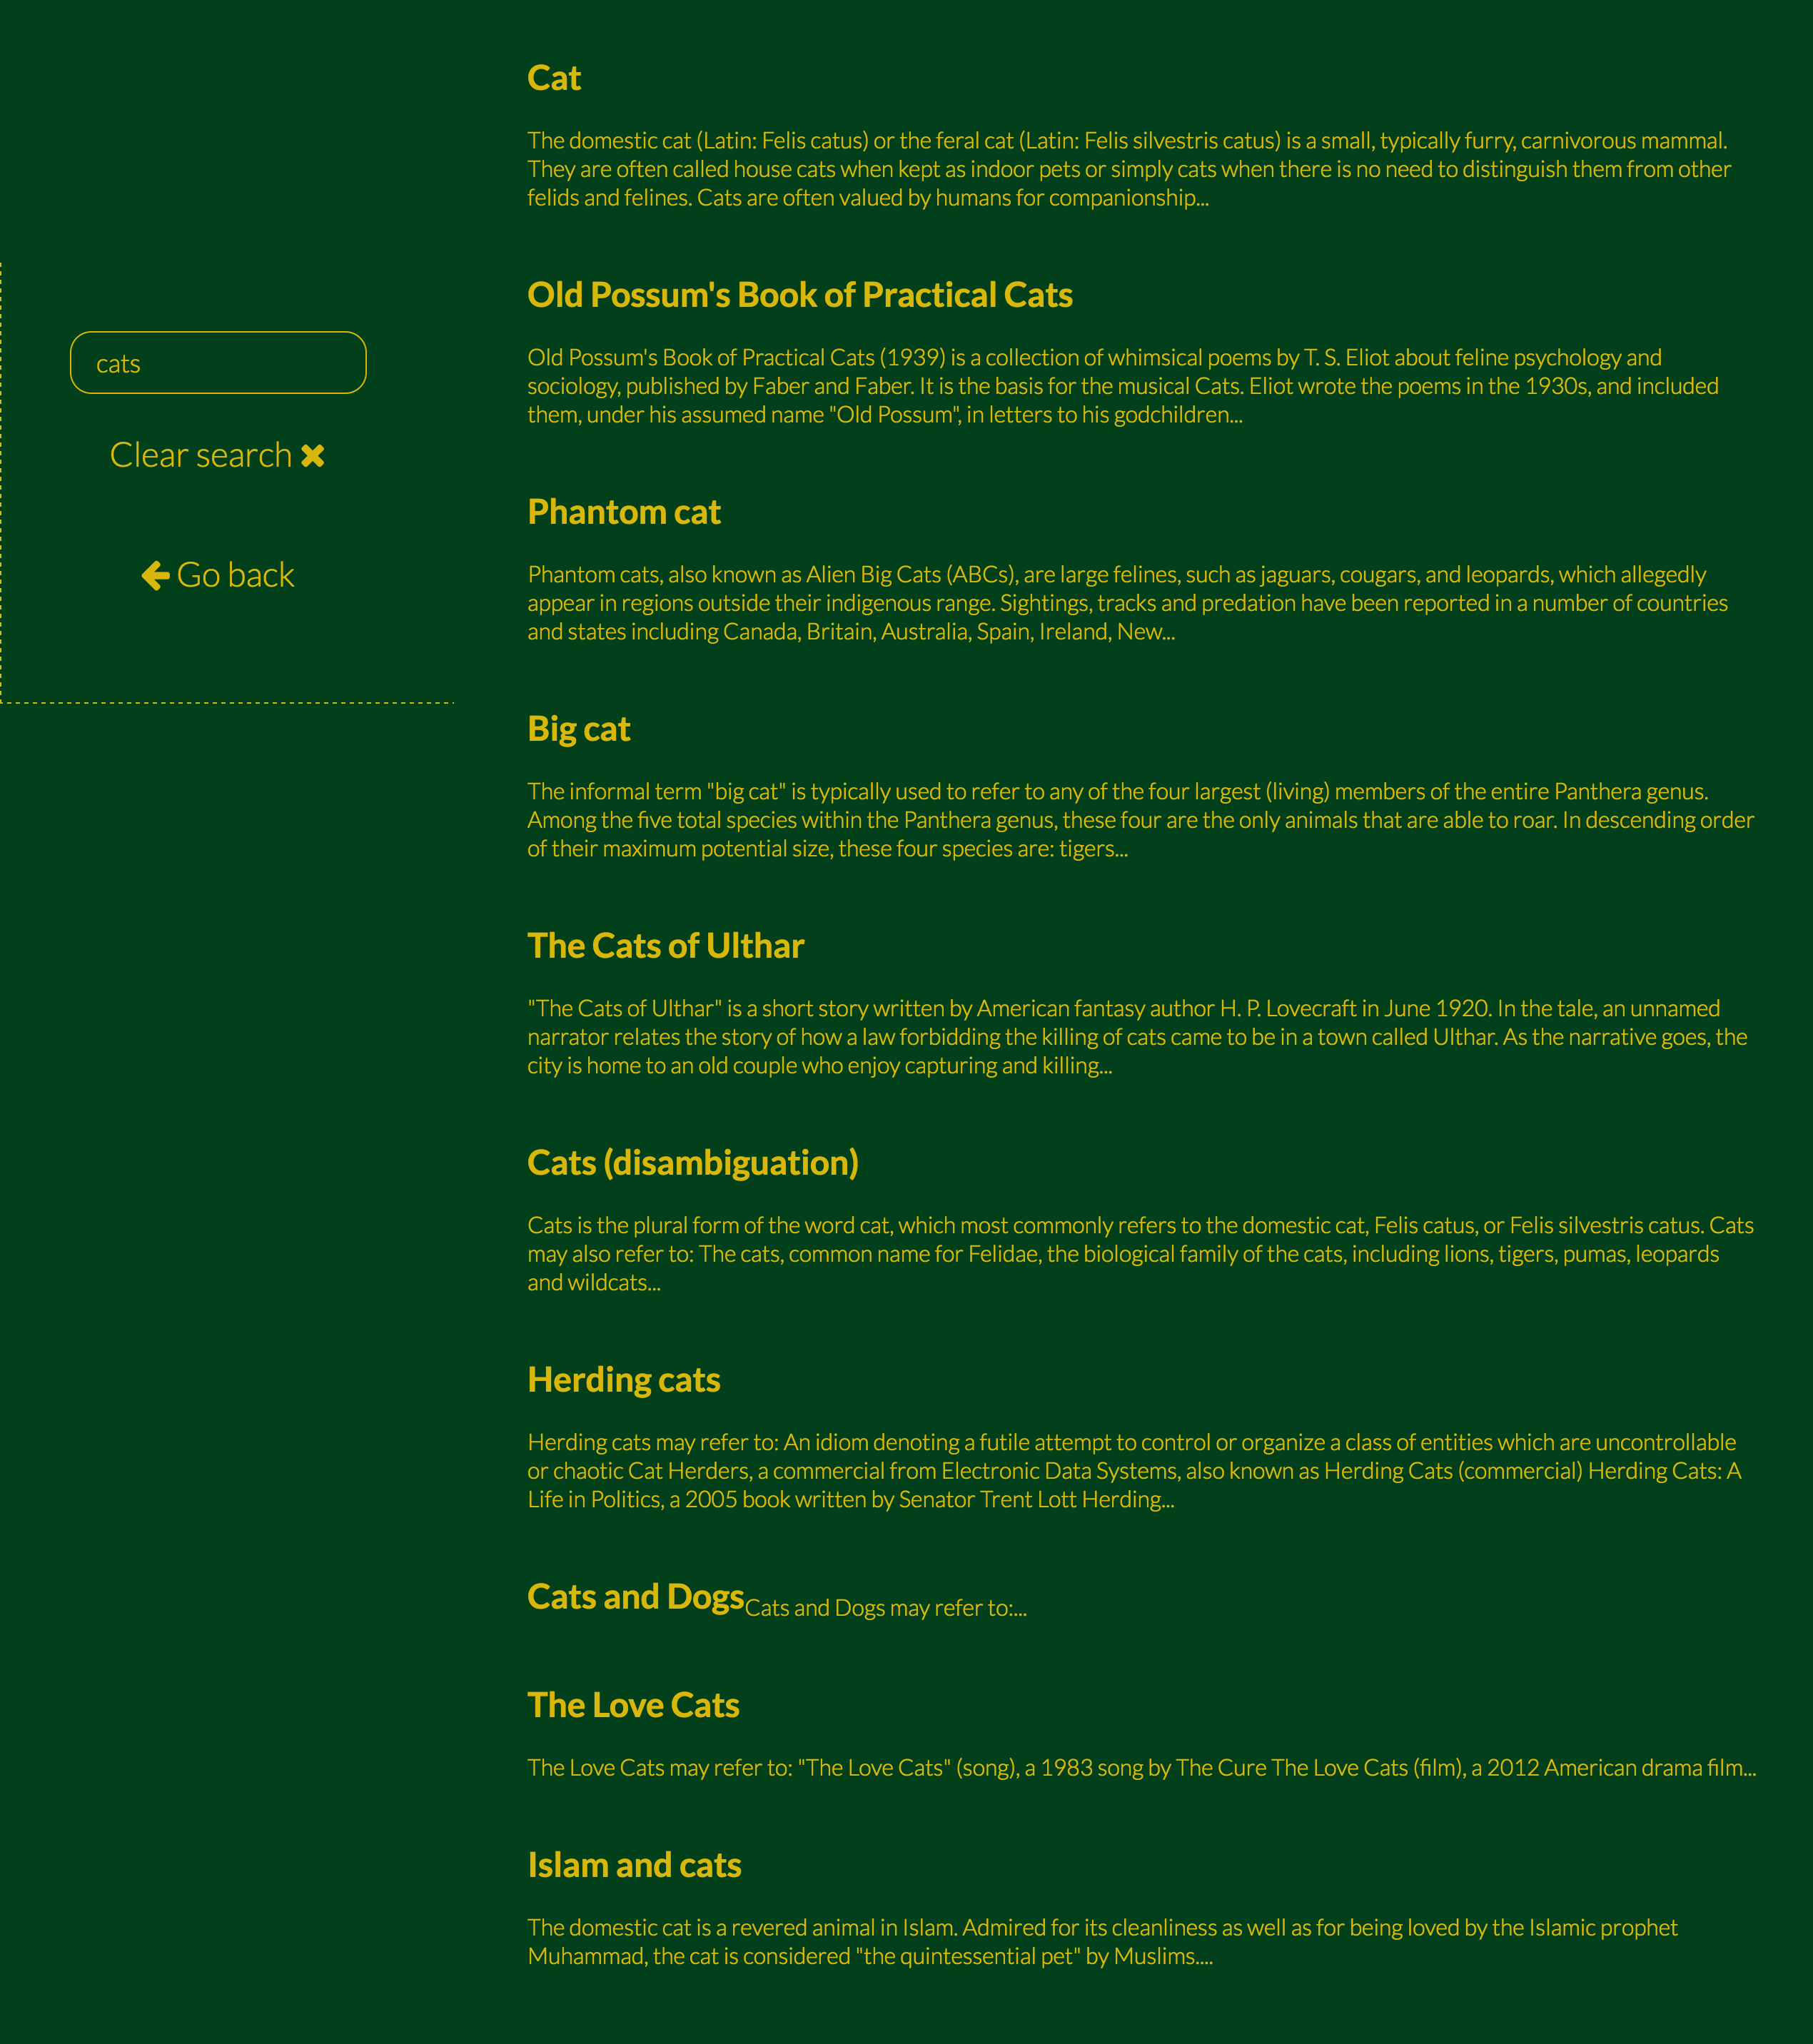 cats
Clear search
Go back
Cat
The domestic cat (Latin: Felis catus) or the feral cat (Latin: Felis silvestris catus) is a small, typically furry, carnivorous mammal.
They are often called house cats when kept as indoor pets or simply cats when there is no need to distinguish them from other
felids and felines. Cats are often valued by humans for companionship...
Old Possum's Book of Practical Cats
Old Possum's Book of Practical Cats (1939) is a collection of whimsical poems by T. S. Eliot about feline psychology and
sociology, published by Faber and Faber. It is the basis for the musical Cats. Eliot wrote the poems in the 1930s, and included
them, under his assumed name "Old Possum", in letters to his godchildren...
Phantom cat
Phantom cats, also known as Alien Big Cats (ABCs), are large felines, such as jaguars, cougars, and leopards, which allegedly
appear in regions outside their indigenous range. Sightings, tracks and predation have been reported in a number of countries
and states including Canada, Britain, Australia, Spain, Ireland, New...
Big cat
The informal term "big cat" is typically used to refer to any of the four largest (living) members of the entire Panthera genus.
Among the five total species within the Panthera genus, these four are the only animals that are able to roar. In descending order
of their maximum potential size, these four species are: tigers...
The Cats of Ulthar
"The Cats of Ulthar" is a short story written by American fantasy author H. P. Lovecraft in June 1920. In the tale, an unnamed
narrator relates the story of how a law forbidding the killing of cats came to be in a town called Ulthar. As the narrative goes, the
city is home to an old couple who enjoy capturing and killing...
Cats (disambiguation)
Cats is the plural form of the word cat, which most commonly refers to the domestic cat, Felis catus, or Felis silvestris catus. Cats
may also refer to: The cats, common name for Felidae, the biological family of the cats, including lions, tigers, pumas, leopards
and wildcats...
Herding cats
Herding cats may refer to: An idiom denoting a futile attempt to control or organize a class of entities which are uncontrollable
or chaotic Cat Herders, a commercial from Electronic Data Systems, also known as Herding Cats (commercial) Herding Cats: A
Life in Politics, a 2005 book written by Senator Trent Lott Herding...
Cats and Dogs Cats and Dogs may refer to:...
The Love Cats
The Love Cats may refer to: "The Love Cats" (song), a 1983 song by The Cure The Love Cats (film), a 2012 American drama film...
Islam and cats
The domestic cat is a revered animal in Islam. Admired for its cleanliness as well as for being loved by the Islamic prophet
Muhammad, the cat is considered "the quintessential pet" by Muslims....